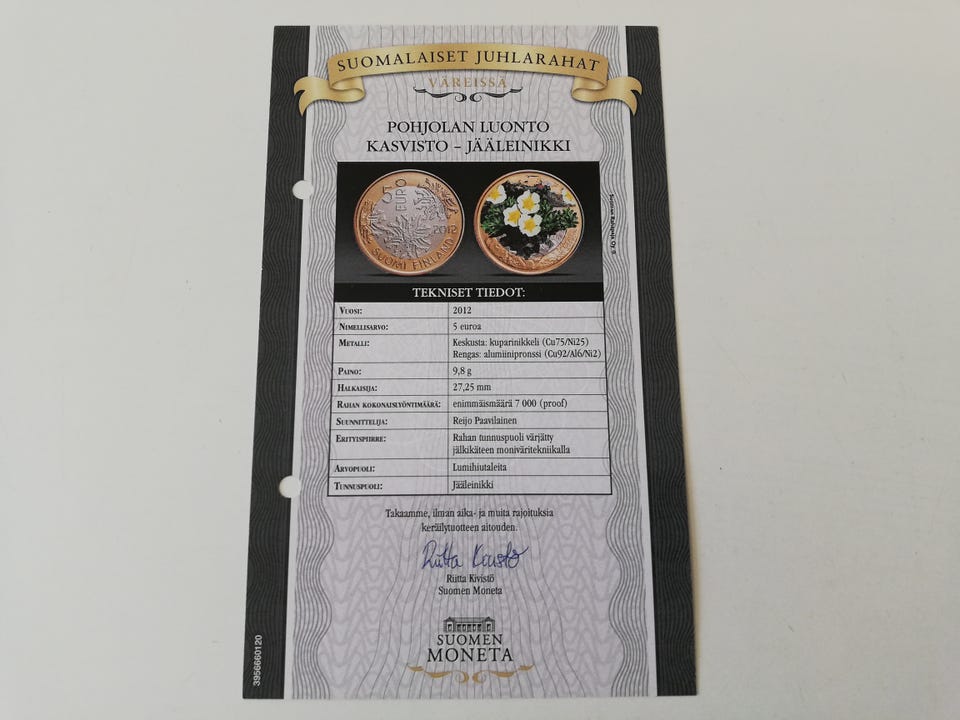 SUOMALAISET JUHLARAHAT
VÄREISSÄ
POHJOLAN LUONTO
KASVISTO – JÄÄLEINIKKI
5
EURO
2012
SUOMI FINLAND
TEKNISET TIEDOT:
VUOSI: 2012
NIMELLISARVO: 5 euroa
METALLI: Keskusta: kuparinikkeli (Cu75/Ni25)
Rengas: alumiinipronssi (Cu92/Al6/Ni2)
PAINO: 9,8 g
HALKAISIJA: 27,25 mm
RAHAN KOKONAISLYÖNTIMÄÄRÄ: enimmäismäärä 7 000 (proof)
SUUNNITTELIJA: Reijo Paavilainen
ERITYISPIIRRE: Rahan tunnuspuoli värjätty
jälkikäteen moniväritekniikalla
ARVOPUOLI: Lumihiutaleita
TUNNUSPUOLI: Jääleinikki
Takaamme, ilman aika- ja muita rajoituksia
keräilytuotteen aitouden.
Riitta Kivistö
Riitta Kivistö
Suomen Moneta
SUOMEN
MONETA
3956660120